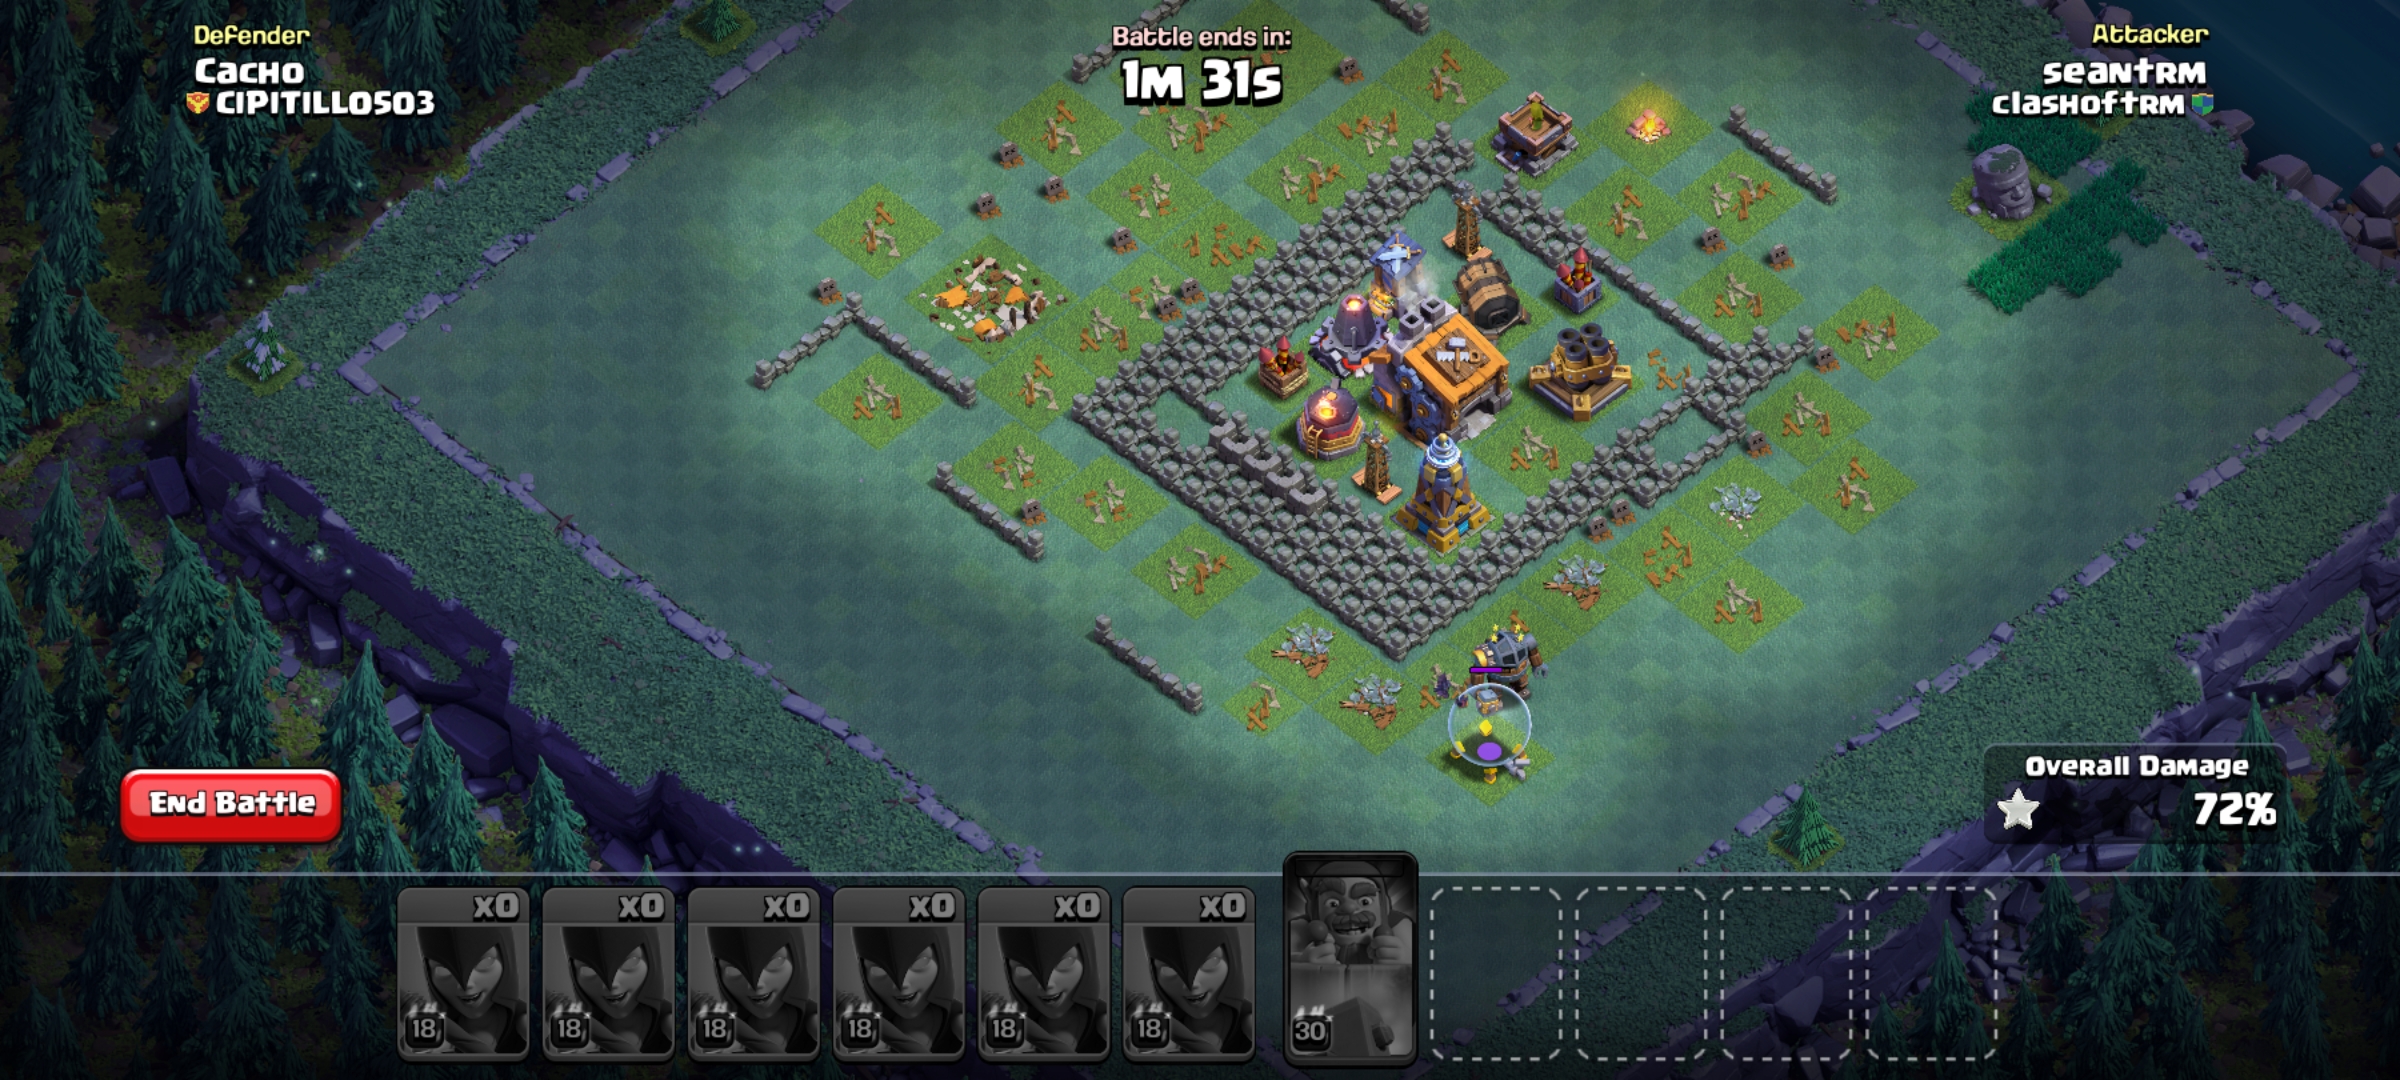 Defender
Cacho
CIPITILLOS03
Battle ends in:
1M 31s
Attacker
seantrm
clashoftrm
End Battle
Overall Damage
72%
x0
x0
x0
x0
x0
x0
18
18
18
18
18
18
30